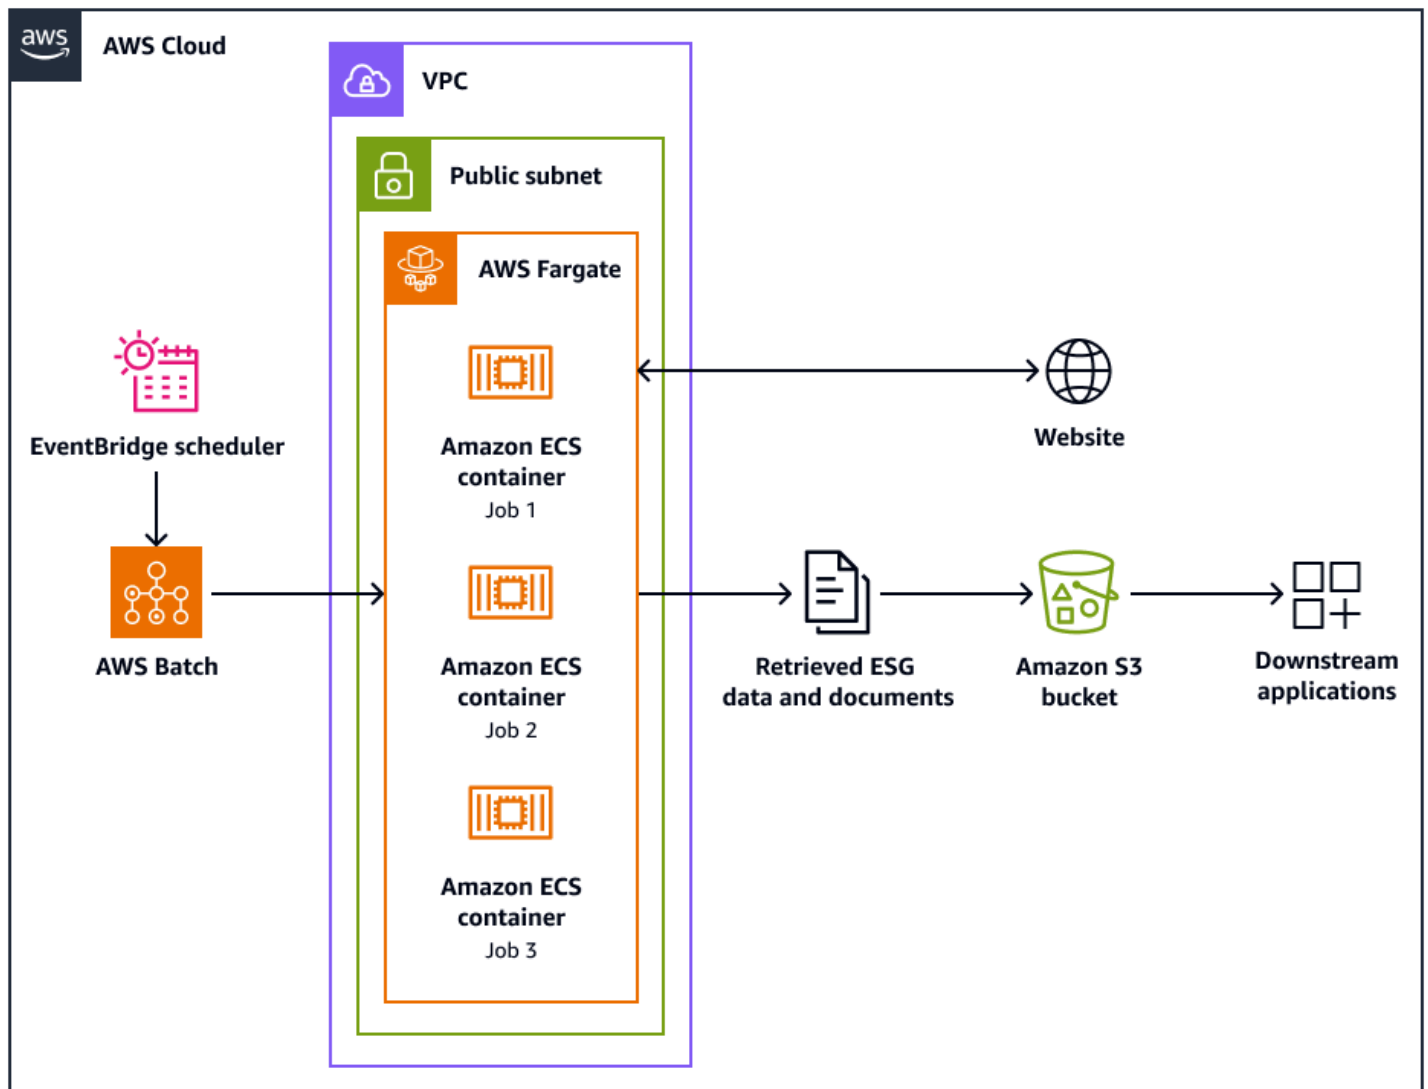 aws
AWS Cloud
VPC
Public subnet
AWS Fargate
EventBridge scheduler
AWS Batch
Amazon ECS
container
Job 1
Amazon ECS
container
Job 2
Amazon ECS
container
Job 3
Website
Retrieved ESG
data and documents
Amazon S3
bucket
Downstream
applications